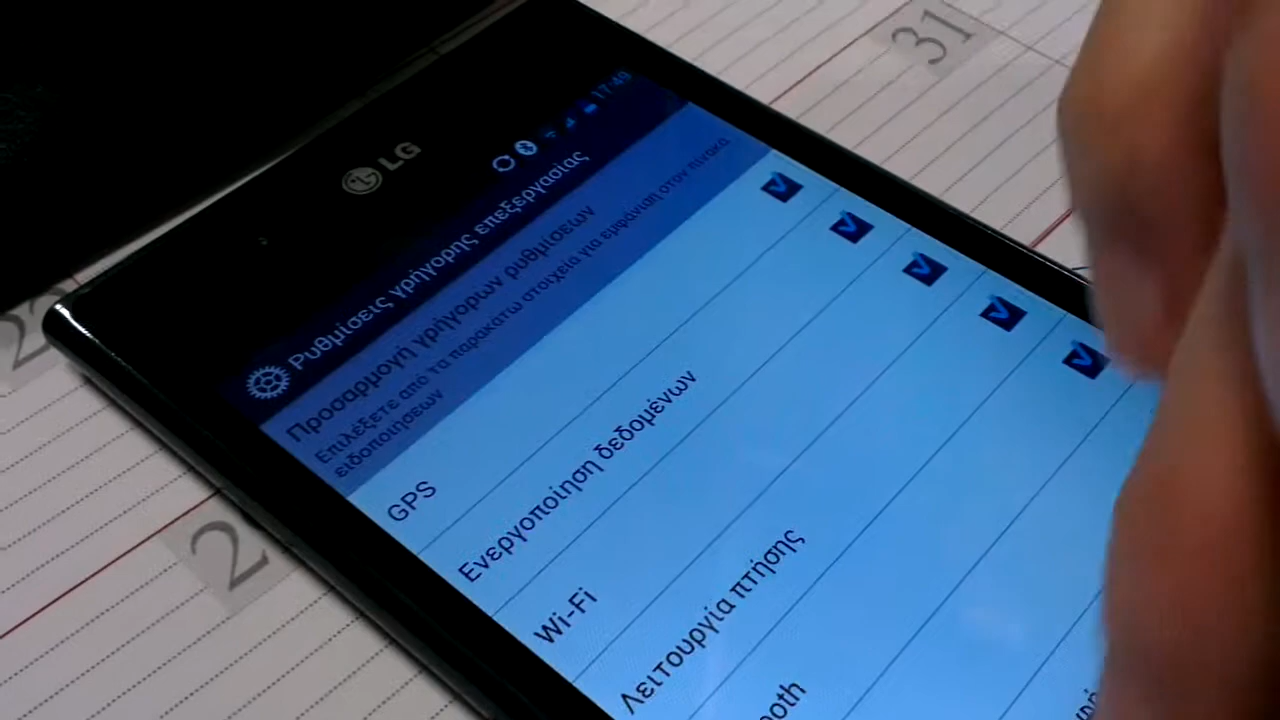 31
LG
17:49
Ρυθμίσεις γρήγορης επεξεργασίας
Προσαρμογή γρήγορων ρυθμίσεων
Επιλέξετε από τα παρακάτω στοιχεία για εμφάνιση στον πίνακα
ειδοποιήσεων
GPS
Ενεργοποίηση δεδομένων
Wi-Fi
Λειτουργία πτήσης
2